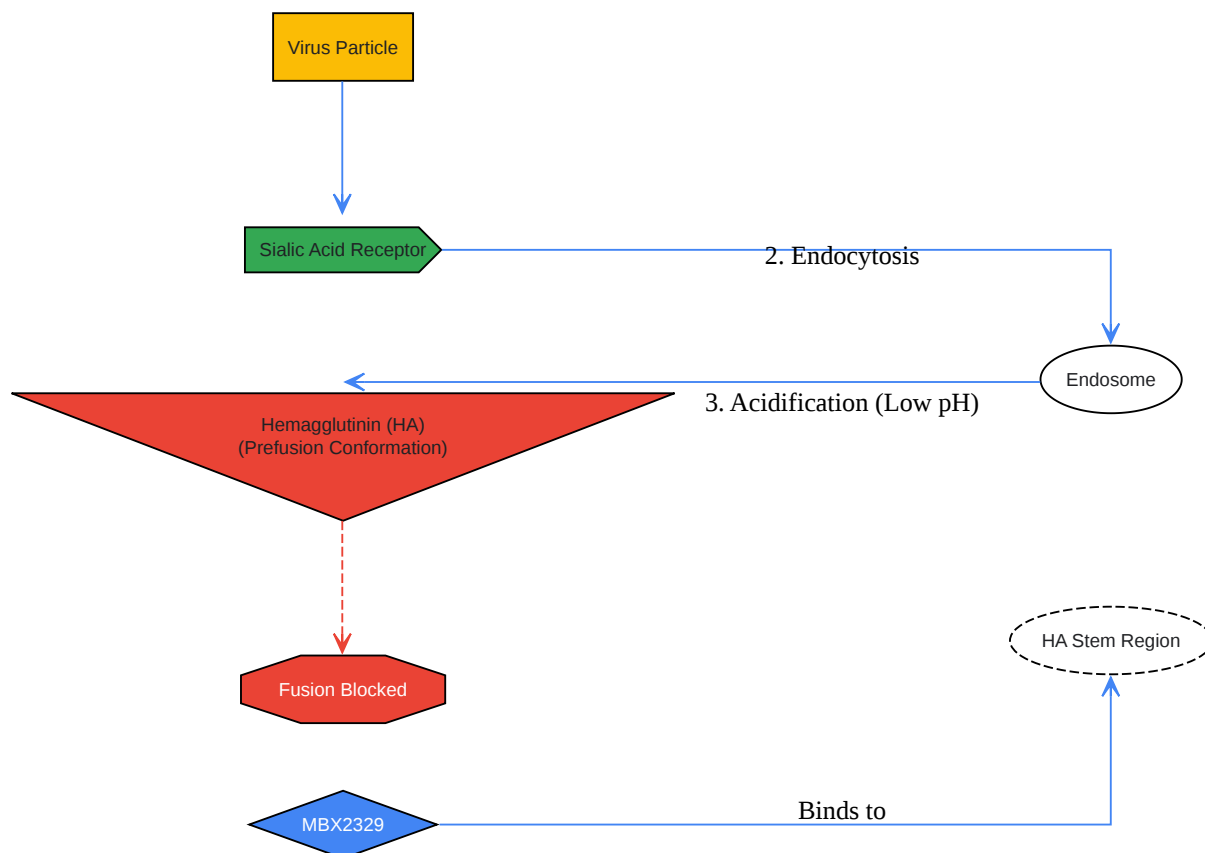 Virus Particle
Sialic Acid Receptor
2. Endocytosis
Endosome
3. Acidification (Low pH)
Hemagglutinin (HA)
(Prefusion Conformation)
HA Stem Region
Fusion Blocked
MBX2329
Binds to